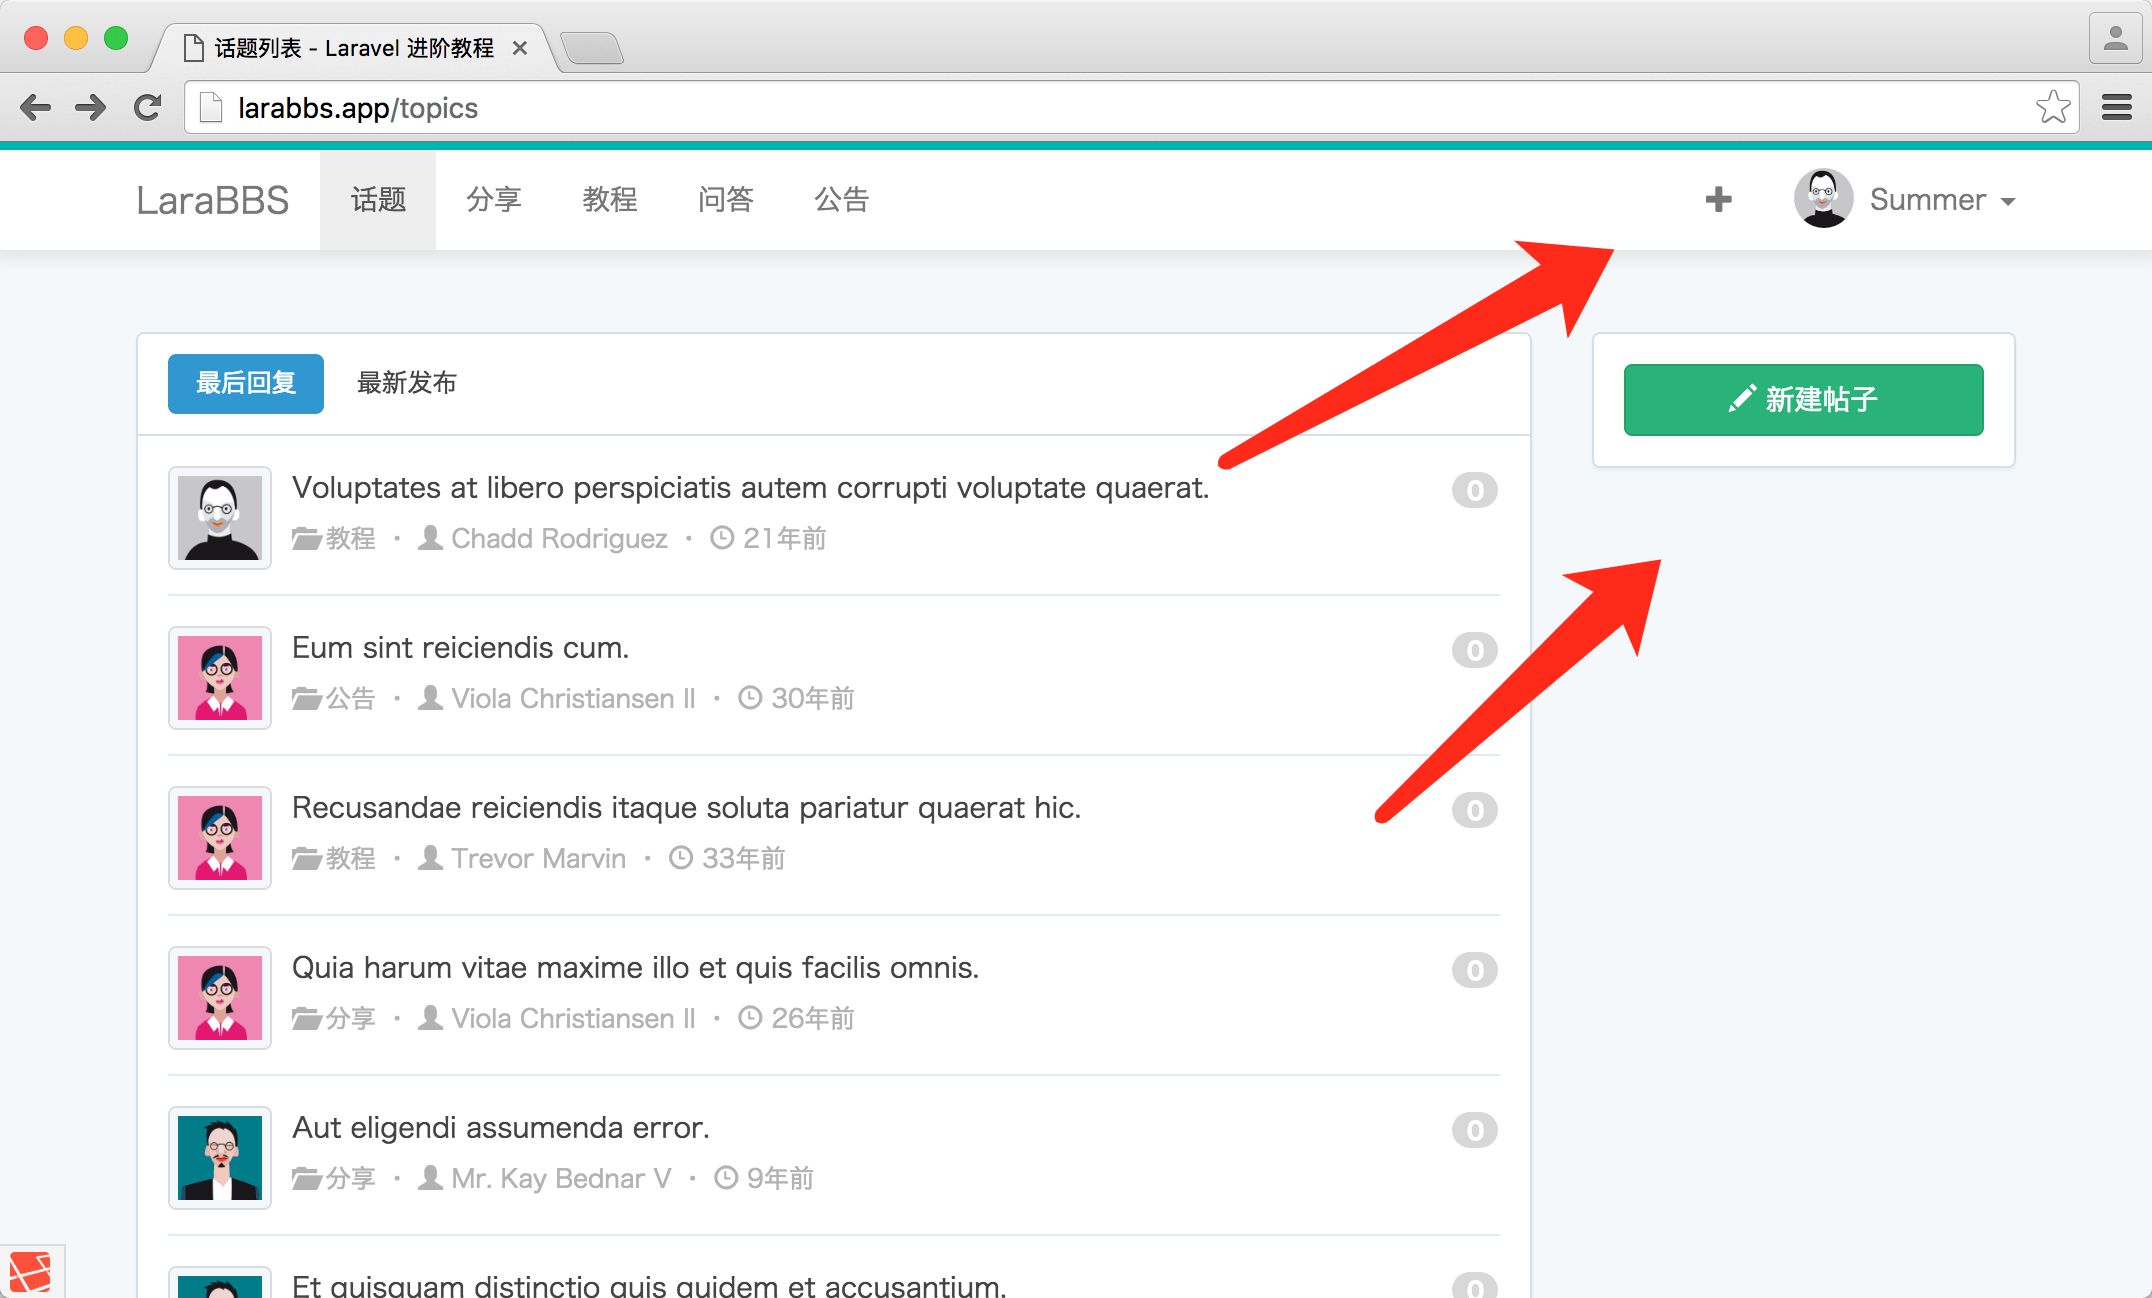 话题列表 - Laravel 进阶教程
larabbs.app/topics
LaraBBS 话题 分享 教程 问答 公告 Summer
最后回复 最新发布
新建帖子
Voluptates at libero perspiciatis autem corrupti voluptate quaerat. 0
教程 • Chadd Rodriguez • 21年前
Eum sint reiciendis cum. 0
公告 • Viola Christiansen II • 30年前
Recusandae reiciendis itaque soluta pariatur quaerat hic. 0
教程 • Trevor Marvin • 33年前
Quia harum vitae maxime illo et quis facilis omnis. 0
分享 • Viola Christiansen II • 26年前
Aut eligendi assumenda error. 0
分享 • Mr. Kay Bednar V • 9年前
Et quisquam distinctio quis quidem et accusantium. 0